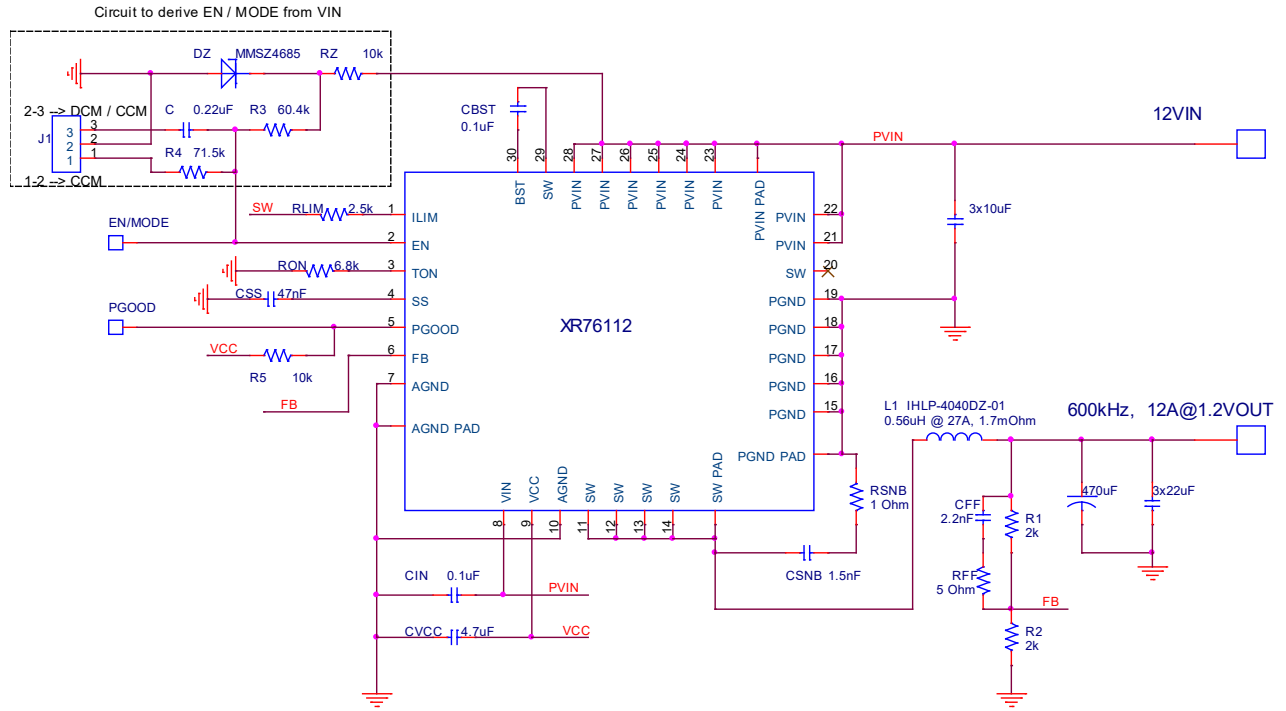 Circuit to derive EN / MODE from VIN
DZ MMSZ4685 RZ 10k
2-3 --> DCM / CCM
C 0.22uF R3 60.4k
J1
3
2
1
R4 71.5k
1-2 --> CCM
CBST
0.1uF
12VIN
PVIN
30 29 28 27 26 25 24 23
BST SW PVIN PVIN PVIN PVIN PVIN PVIN PVIN PAD
SW RLIM 2.5k 1 ILIM
EN/MODE
2 EN
RON 6.8k 3 TON
CSS 47nF 4 SS
PGOOD
5 PGOOD
VCC
R5 10k
6 FB
FB
7 AGND
AGND PAD
XR76112
PVIN 22
PVIN 21
SW 20
PGND 19
PGND 18
PGND 17
PGND 16
PGND 15
PGND PAD
3x10uF
VIN VCC AGND SW SW SW SW SW PAD
8 9 10 11 12 13 14
RSNB
1 Ohm
CSNB 1.5nF
CIN 0.1uF
PVIN
CVCC 4.7uF
VCC
L1 IHLP-4040DZ-01
0.56uH @ 27A, 1.7mOhm
600kHz, 12A@1.2VOUT
CFF
2.2nF
R1
2k
470uF
3x22uF
RFF
5 Ohm
FB
R2
2k